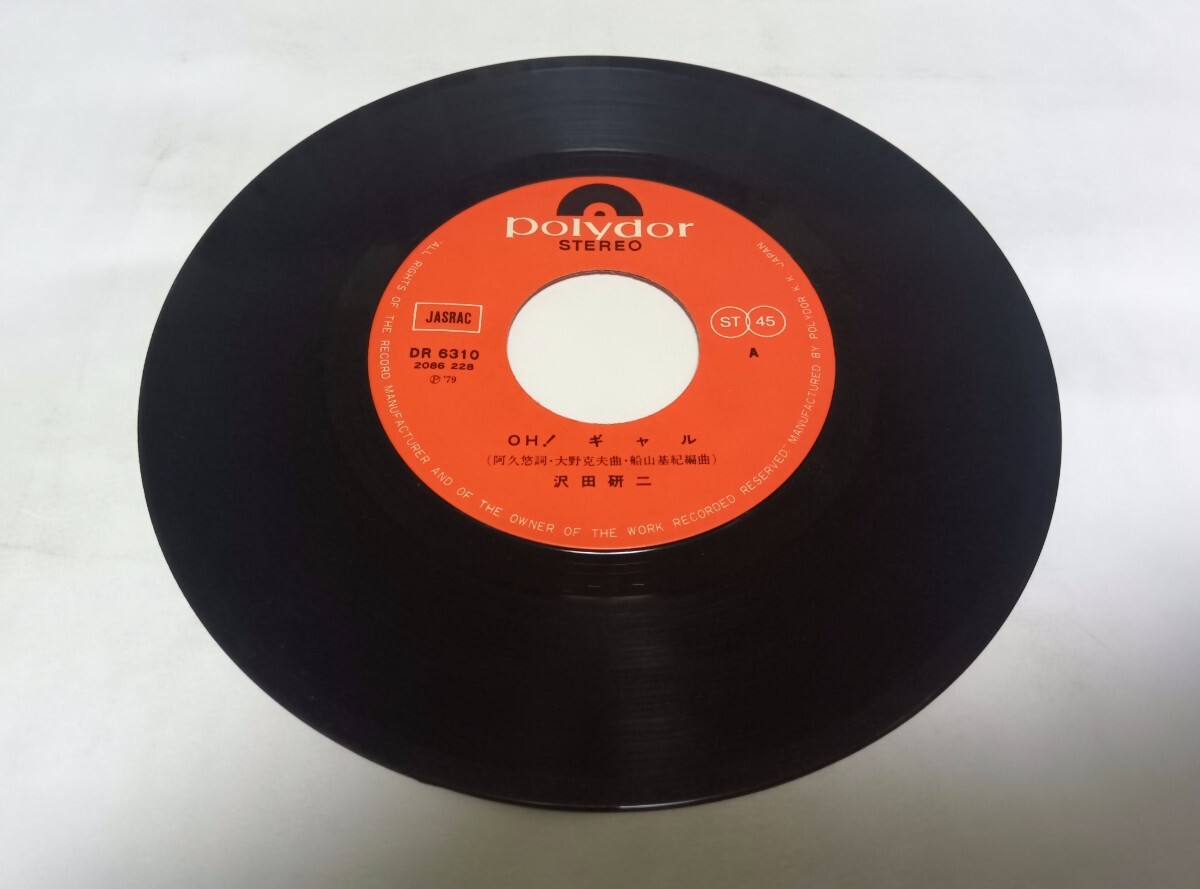 polydor
STEREO
JASRAC
DR 6310
2086 228
Ⓟ '79
ST 45
A
OH! ギャル
(阿久悠詞・大野克夫曲・船山基紀編曲)
沢田研二
"ALL RIGHTS OF THE RECORD MANUFACTURER AND OF THE OWNER OF THE WORK RECORDED RESERVED." MANUFACTURED BY POLYDOR K.K. JAPAN